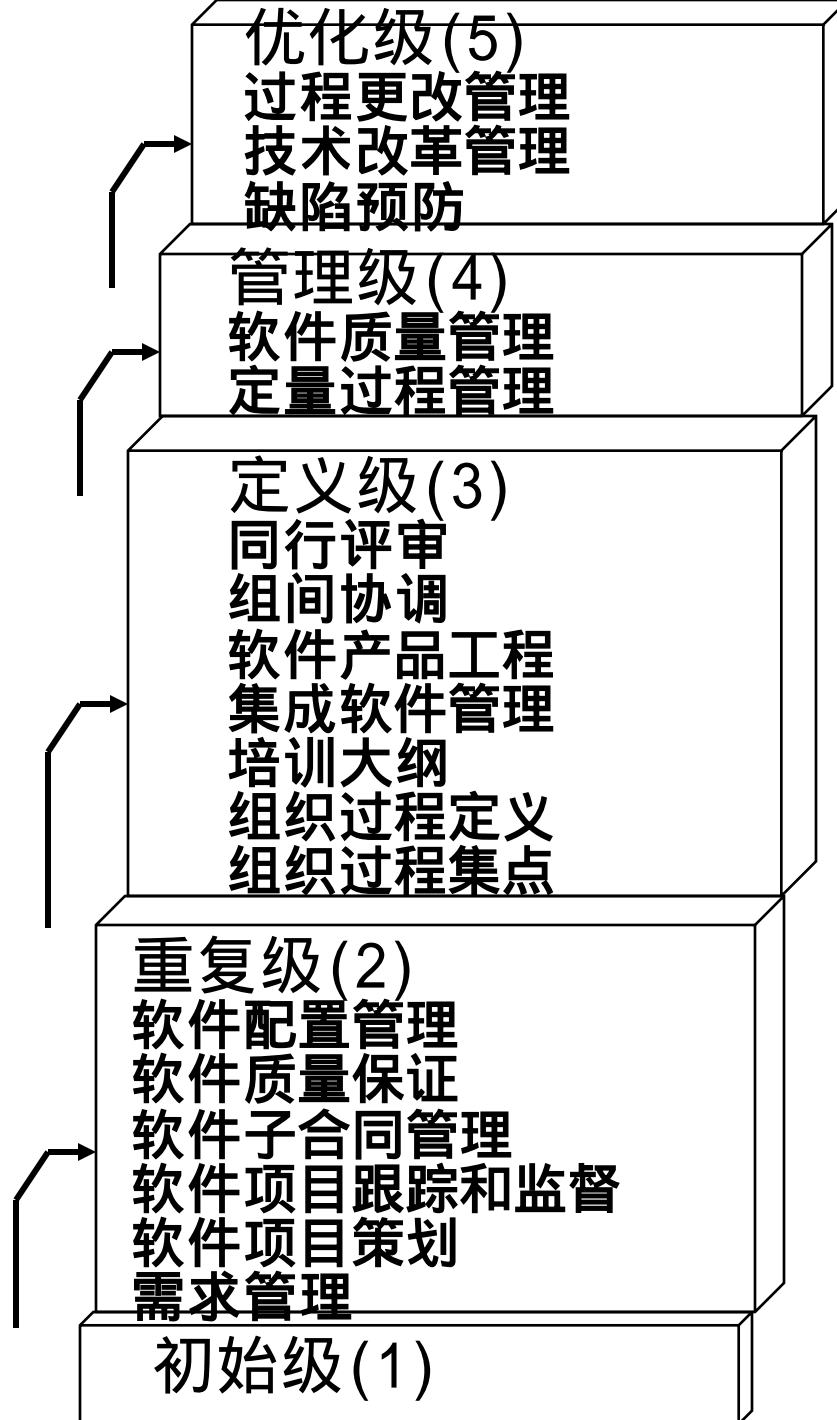 优化级(5)
过程更改管理
技术改革管理
缺陷预防
管理级(4)
软件质量管理
定量过程管理
定义级(3)
同行评审
组间协调
软件产品工程
集成软件管理
培训大纲
组织过程定义
组织过程集点
重复级(2)
软件配置管理
软件质量保证
软件子合同管理
软件项目跟踪和监督
软件项目策划
需求管理
初始级(1)